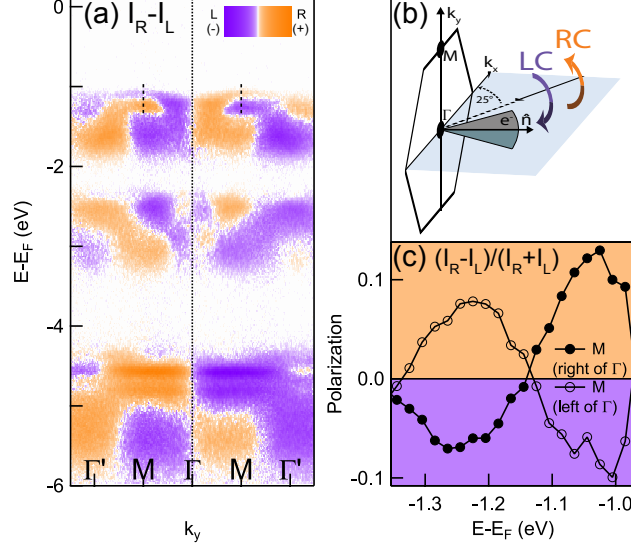 (a) I_R-I_L
L
(-)
R
(+)
0
-2
-4
-6
E-E_F (eV)
Γ' M Γ M Γ'
k_y
(b)
k_y
M
k_x
25°
Γ
e⁻
n̂
LC
RC
(c) (I_R-I_L)/(I_R+I_L)
0.1
0.0
-0.1
Polarization
M
(right of Γ)
M
(left of Γ)
-1.3 -1.2 -1.1 -1.0
E-E_F (eV)